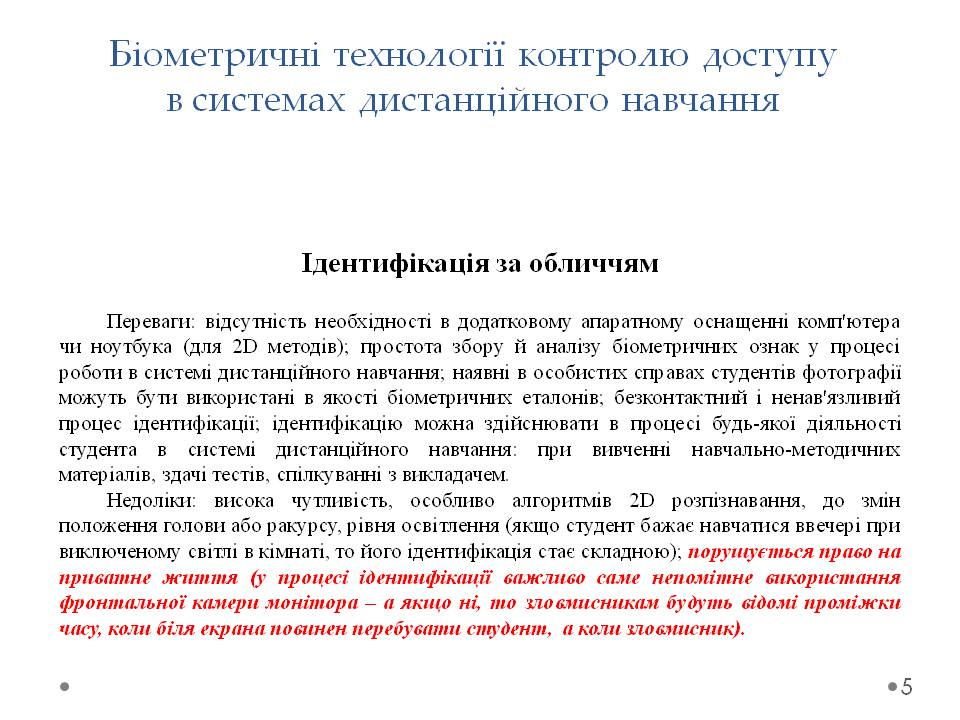 Біометричні технології контролю доступу
в системах дистанційного навчання
Ідентифікація за обличчям
Переваги: відсутність необхідності в додатковому апаратному оснащенні комп'ютера
чи ноутбука (для 2D методів); простота збору й аналізу біометричних ознак у процесі
роботи в системі дистанційного навчання; наявні в особистих справах студентів фотографії
можуть бути використані в якості біометричних еталонів; безконтактний і ненав'язливий
процес ідентифікації; ідентифікацію можна здійснювати в процесі будь-якої діяльності
студента в системі дистанційного навчання: при вивченні навчально-методичних
матеріалів, здачі тестів, спілкуванні з викладачем.
Недоліки: висока чутливість, особливо алгоритмів 2D розпізнавання, до змін
положення голови або ракурсу, рівня освітлення (якщо студент бажає навчатися ввечері при
виключеному світлі в кімнаті, то його ідентифікація стає складною); порушується право на
приватне життя (у процесі ідентифікації важливо саме непомітне використання
фронтальної камери монітора – а якщо ні, то зловмисникам будуть відомі проміжки
часу, коли біля екрана повинен перебувати студент, а коли зловмисник).
5